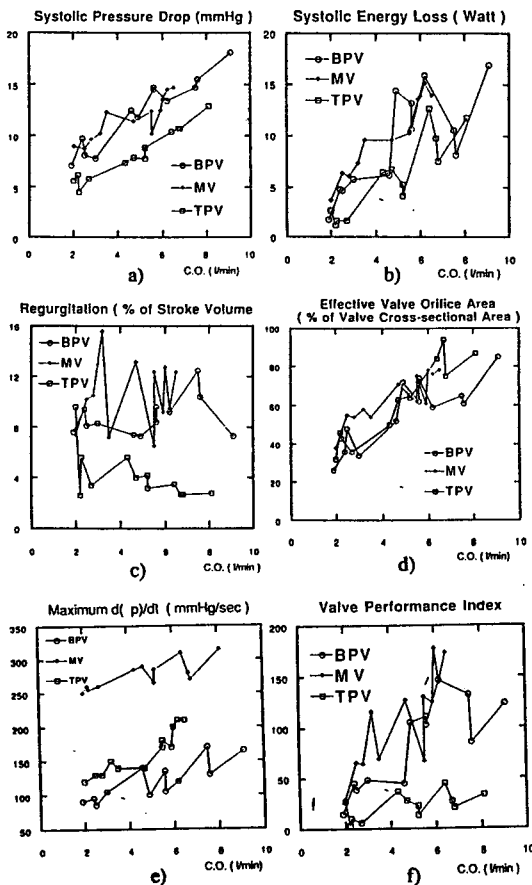 Systolic Pressure Drop (mmHg)
20
15
10
5
0
0 2 4 6 8 10
BPV
MV
TPV
a)
C.O. (l/min)
Systolic Energy Loss ( Watt )
20
15
10
5
0
0 2 4 6 8 10
BPV
MV
TPV
b)
C.O. ( l/min)
Regurgitation ( % of Stroke Volume
16
12
8
4
0
0 2 4 6 8 10
BPV
MV
TPV
c)
C.O. ( l/min)
Effective Valve Orifice Area
( % of Valve Cross-sectional Area )
100
80
60
40
20
0
0 2 4 6 8 10
BPV
MV
TPV
d)
C.O. ( l/min)
Maximum d( p)/dt ( mmHg/sec)
350
300
250
200
150
100
50
0 2 4 6 8 10
BPV
MV
TPV
e)
C.O. ( l/min)
Valve Performance Index
200
150
100
50
0
0 2 4 6 8 10
BPV
MV
TPV
f)
C.O. ( l/min)